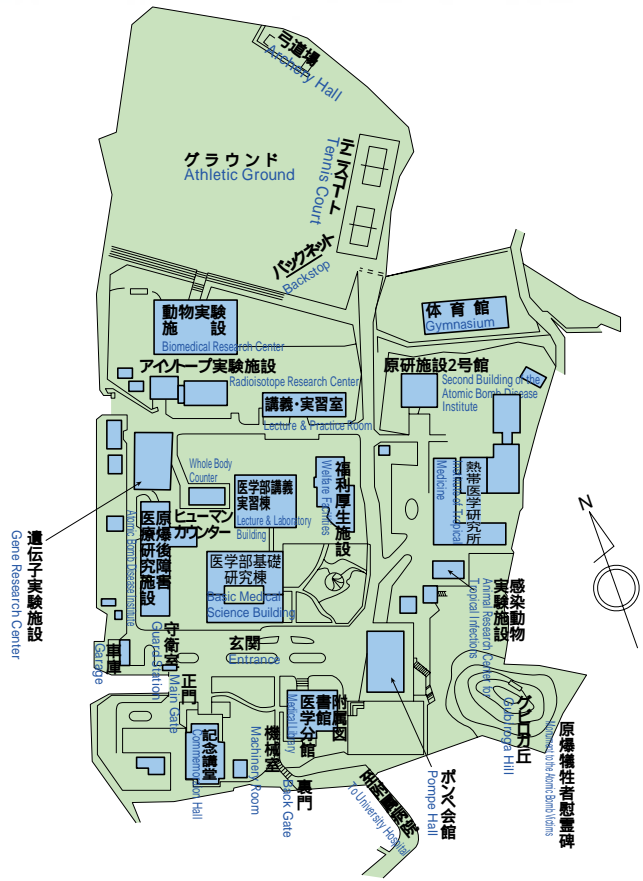 弓道場
Archery Hall
グラウンド
Athletic Ground
テニスコート
Tennis Court
バックネット
Backstop
体育館
Gymnasium
動物実験
施設
Biomedical Research Center
アイソトープ実験施設
Radioisotope Research Center
講義・実習室
Lecture & Practice Room
原研施設2号館
Second Building of the
Atomic Bomb Disease
Institute
Whole Body
Counter
ヒューマン
カウンター
医学部講義
実習棟
Lecture & Laboratory
Building
福利厚生施設
Welfare Facilities
熱帯医学研究所
Institute of Tropical
Medicine
N
遺伝子実験施設
Gene Research Center
原爆後障害
医療研究施設
Atomic Bomb Disease Institute
医学部基礎
研究棟
Basic Medical
Science Building
感染動物
実験施設
Animal Research Center to
Tropical Infections
守衛室
Guard Station
車庫
Garage
玄関
Entrance
正門
Main Gate
附属図
書館
医学分館
Medical Library
グビロケ丘
Gubiroga Hill
原爆犠牲者慰霊碑
Monument to the Atomic Bomb Victims
記念講堂
Commemoration Hall
機械室
Machinery Room
裏門
Back Gate
To University Hospital
ポンペ会館
Pompe Hall